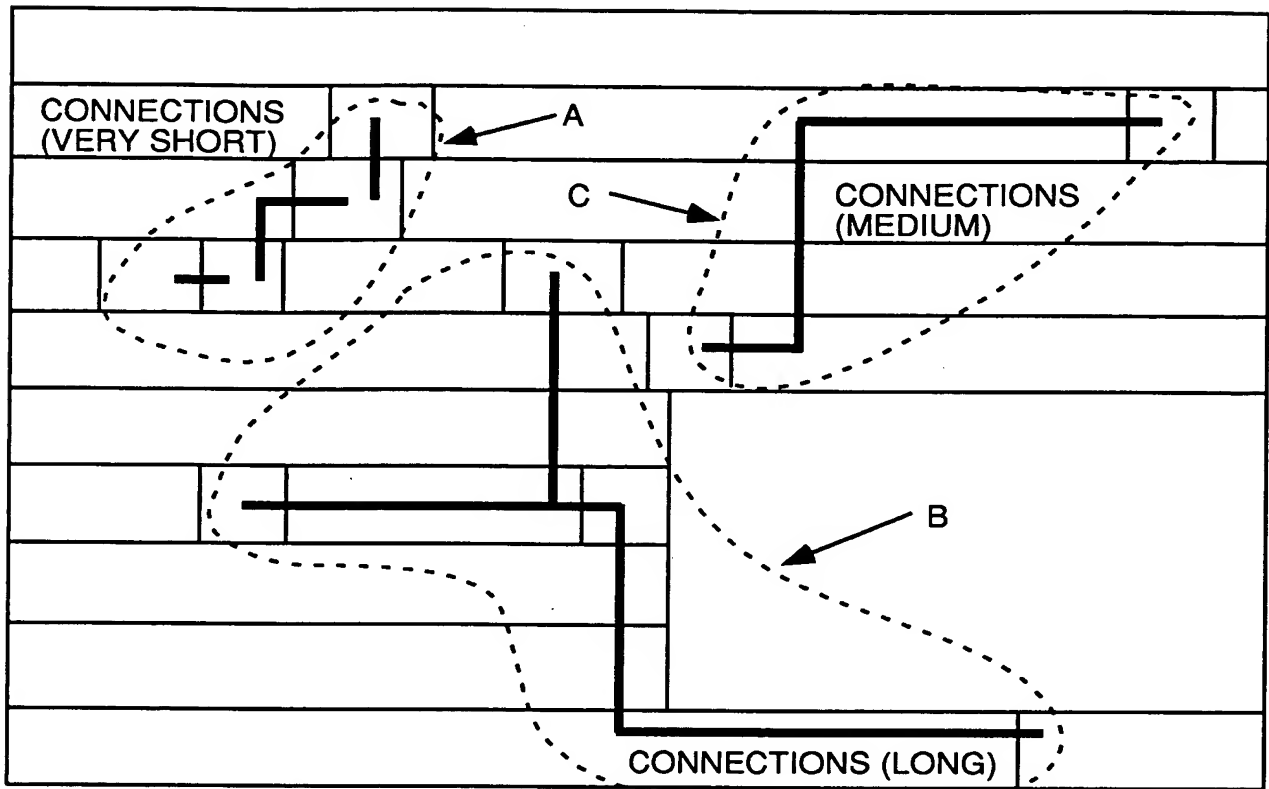 CONNECTIONS
(VERY SHORT)
A
C
CONNECTIONS
(MEDIUM)
B
CONNECTIONS (LONG)